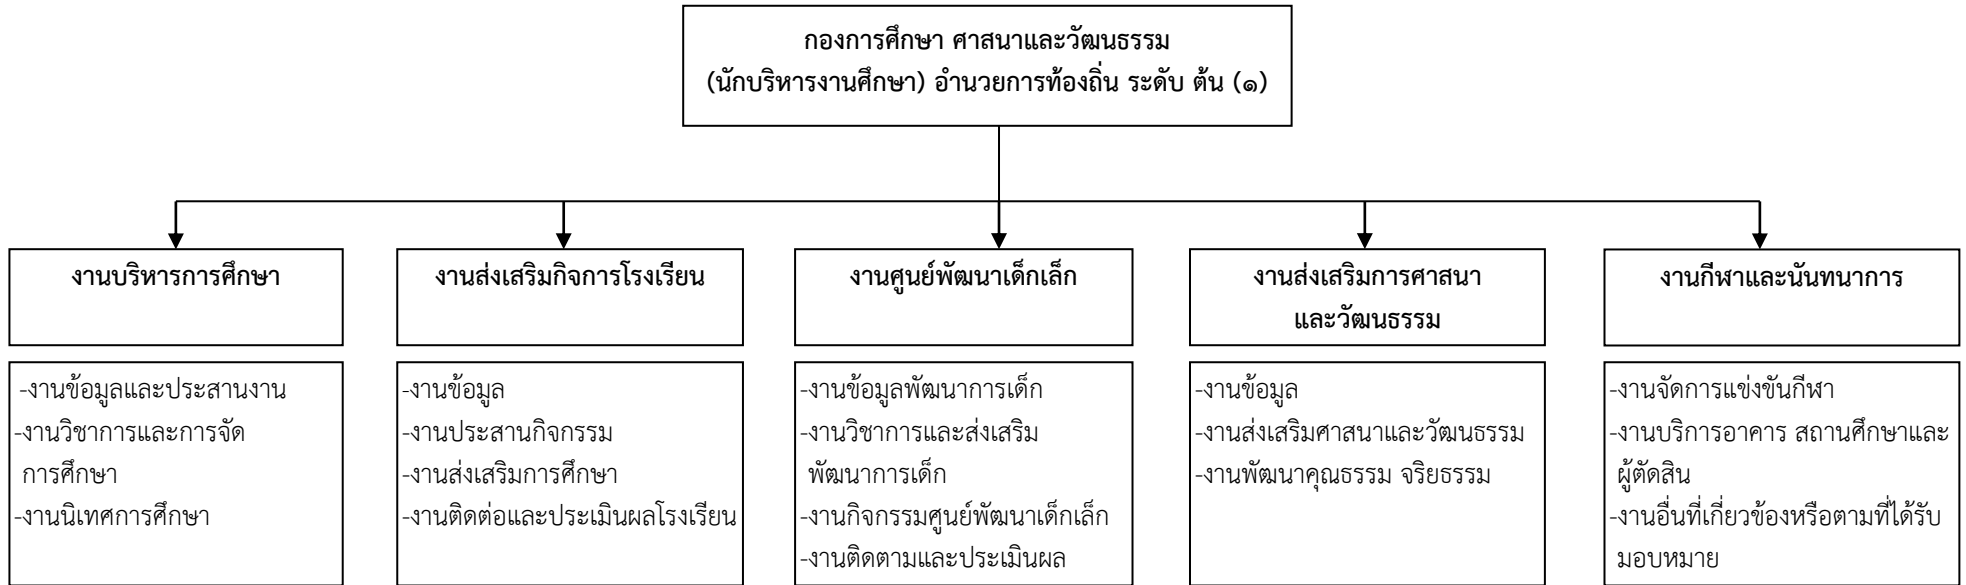 กองการศึกษา ศาสนาและวัฒนธรรม
(นักบริหารงานศึกษา) อำนวยการท้องถิ่น ระดับ ต้น (๑)
งานบริหารการศึกษา
-งานข้อมูลและประสานงาน
-งานวิชาการและการจัด
การศึกษา
-งานนิเทศการศึกษา
งานส่งเสริมกิจการโรงเรียน
-งานข้อมูล
-งานประสานกิจกรรม
-งานส่งเสริมการศึกษา
-งานติดต่อและประเมินผลโรงเรียน
งานศูนย์พัฒนาเด็กเล็ก
-งานข้อมูลพัฒนาการเด็ก
-งานวิชาการและส่งเสริม
พัฒนาการเด็ก
-งานกิจกรรมศูนย์พัฒนาเด็กเล็ก
-งานติดตามและประเมินผล
งานส่งเสริมการศาสนา
และวัฒนธรรม
-งานข้อมูล
-งานส่งเสริมศาสนาและวัฒนธรรม
-งานพัฒนาคุณธรรม จริยธรรม
งานกีฬาและนันทนาการ
-งานจัดการแข่งขันกีฬา
-งานบริการอาคาร สถานศึกษาและ
ผู้ตัดสิน
-งานอื่นที่เกี่ยวข้องหรือตามที่ได้รับ
มอบหมาย